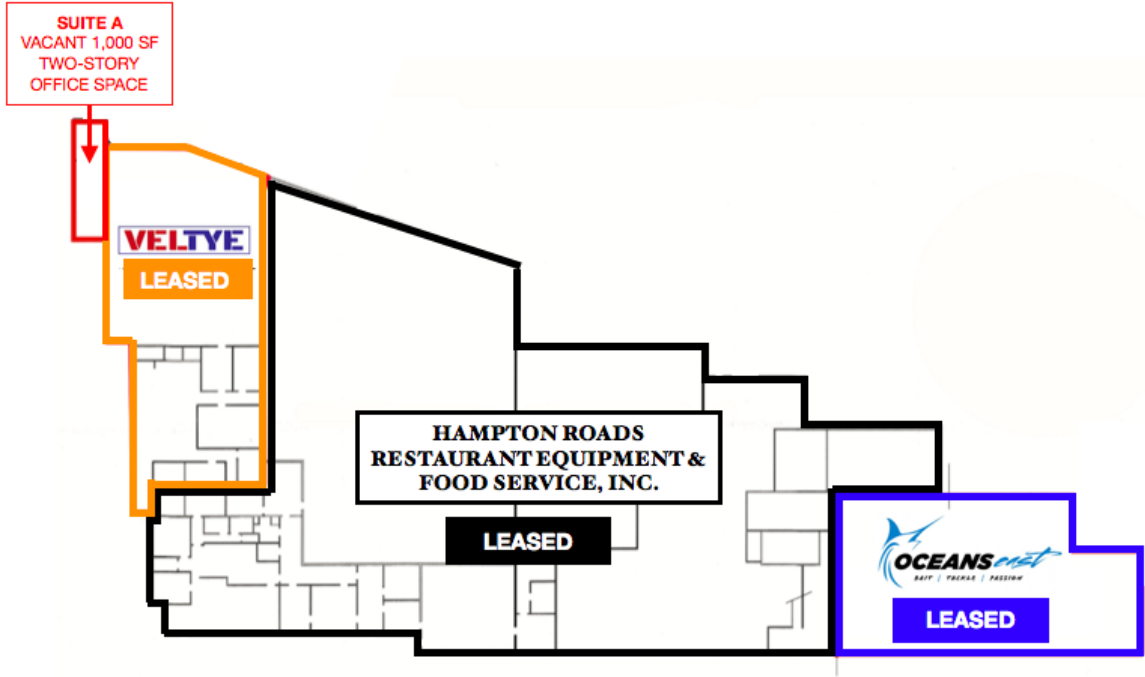 SUITE A
VACANT 1,000 SF
TWO-STORY
OFFICE SPACE
VELTYE
LEASED
HAMPTON ROADS
RESTAURANT EQUIPMENT &
FOOD SERVICE, INC.
LEASED
OCEANS east
BAIT | TACKLE | PASSION
LEASED